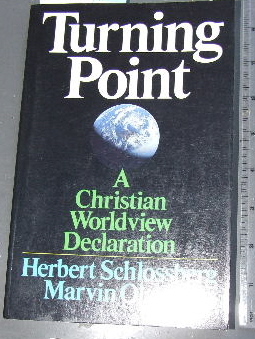 Turning
Point
A
Christian
Worldview
Declaration
Herbert Schlossberg
Marvin